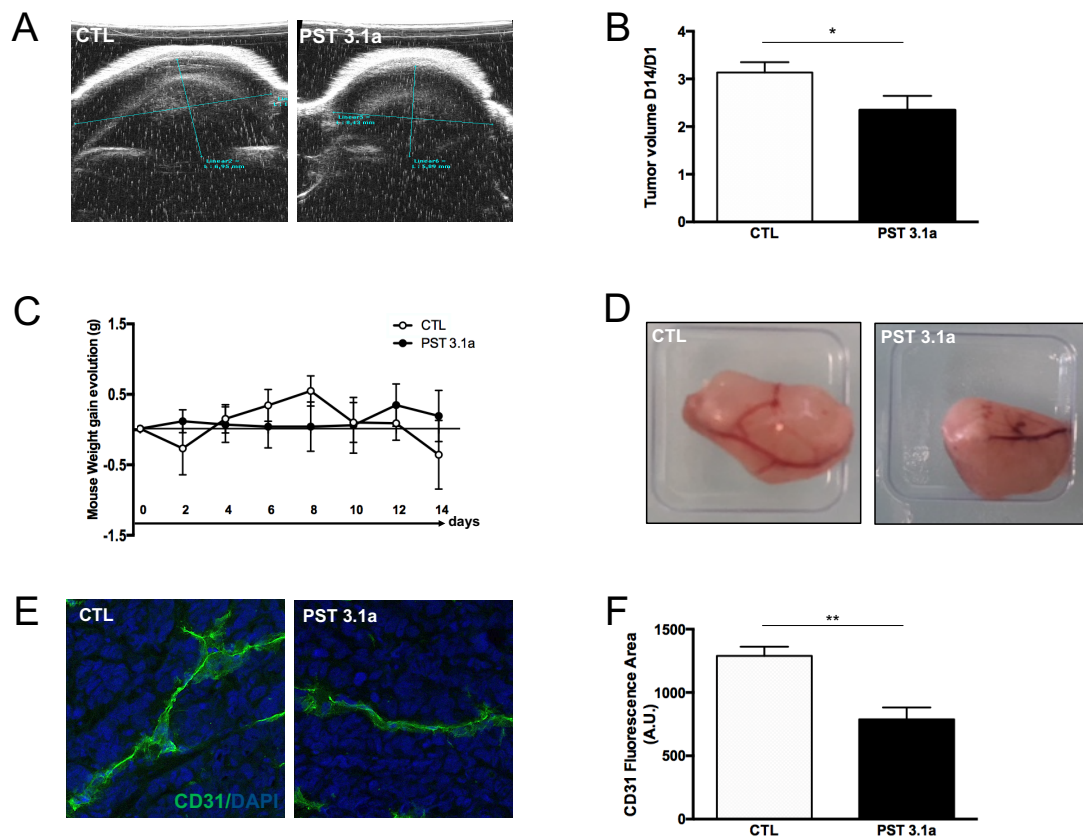 A
CTL
PST 3.1a
Linear2 =
Linear6 =
B
*
4
3
2
1
0
Tumor volume D14/D1
CTL
PST 3.1a
C
1.5
0.5
-0.5
-1.5
Mouse Weight gain evolution (g)
CTL
PST 3.1a
0 2 4 6 8 10 12 14 days
D
CTL
PST 3.1a
E
CTL
PST 3.1a
CD31/DAPI
F
**
1500
1000
500
0
CD31 Fluorescence Area
(A.U.)
CTL
PST 3.1a